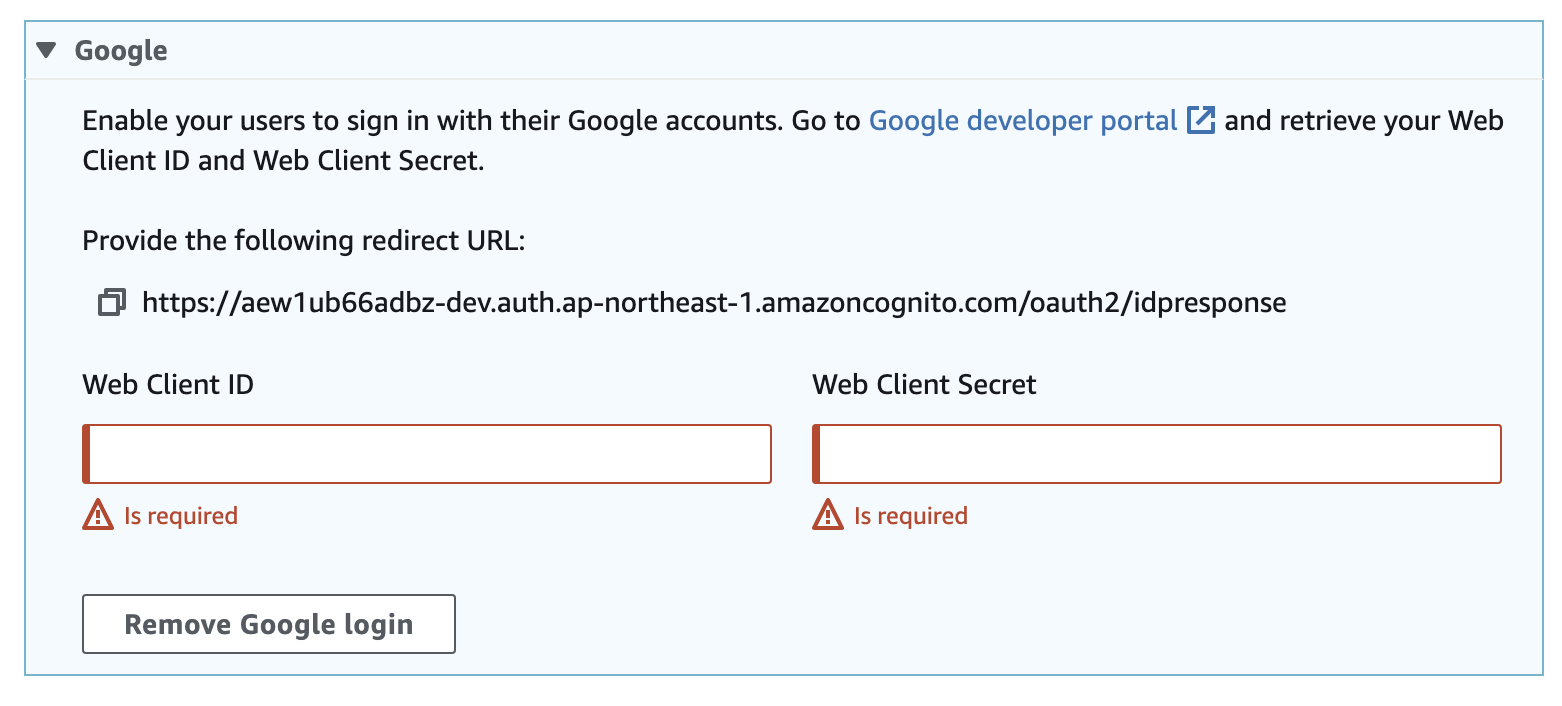 Google
Enable your users to sign in with their Google accounts. Go to Google developer portal and retrieve your Web
Client ID and Web Client Secret.
Provide the following redirect URL:
https://aew1ub66adbz-dev.auth.ap-northeast-1.amazoncognito.com/oauth2/idpresponse
Web Client ID Web Client Secret
Is required Is required
Remove Google login